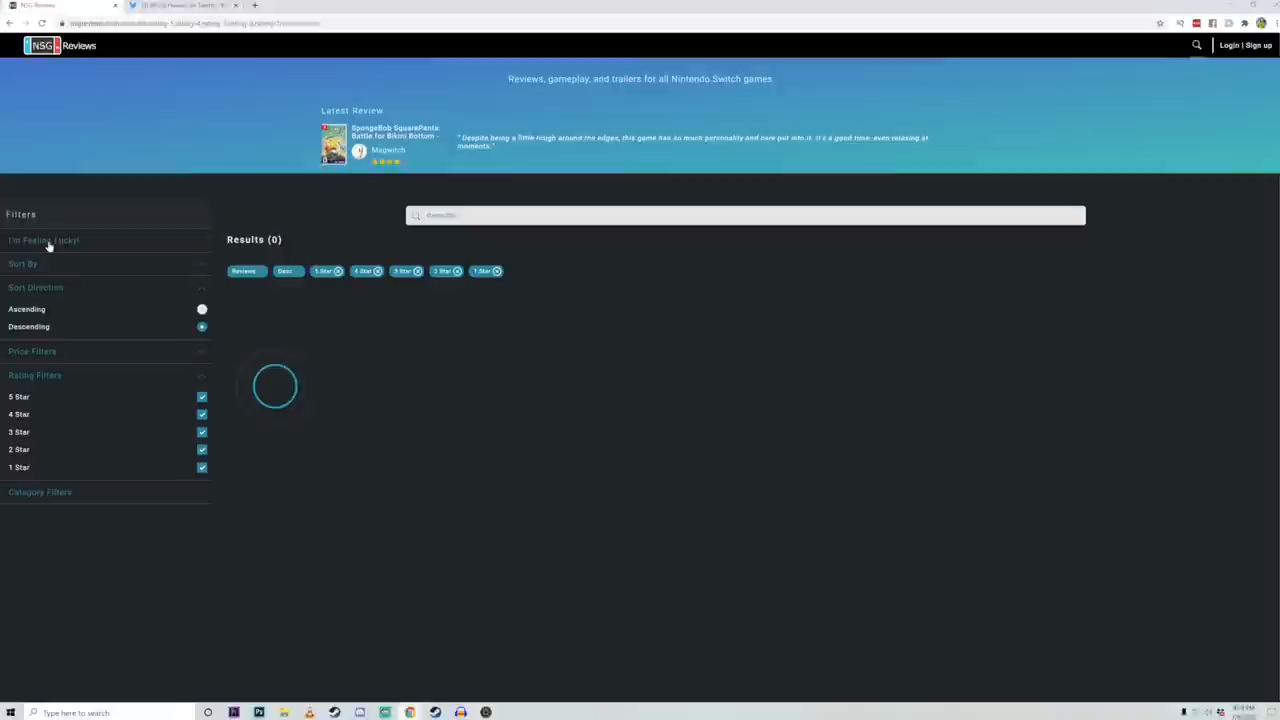 NSG Reviews
NSG Reviews
Login | Sign up
Reviews, gameplay, and trailers for all Nintendo Switch games
Latest Review
SpongeBob SquarePants:
Battle for Bikini Bottom -
Magwitch
" Despite being a little rough around the edges, this game has so much personality and care put into it. It's a good time, even relaxing at
moments."
Filters
I'm Feeling Lucky!
Sort By
Sort Direction
Ascending
Descending
Price Filters
Rating Filters
5 Star
4 Star
3 Star
2 Star
1 Star
Category Filters
Results (0)
Reviews Desc 5 Star 4 Star 3 Star 2 Star 1 Star
Type here to search